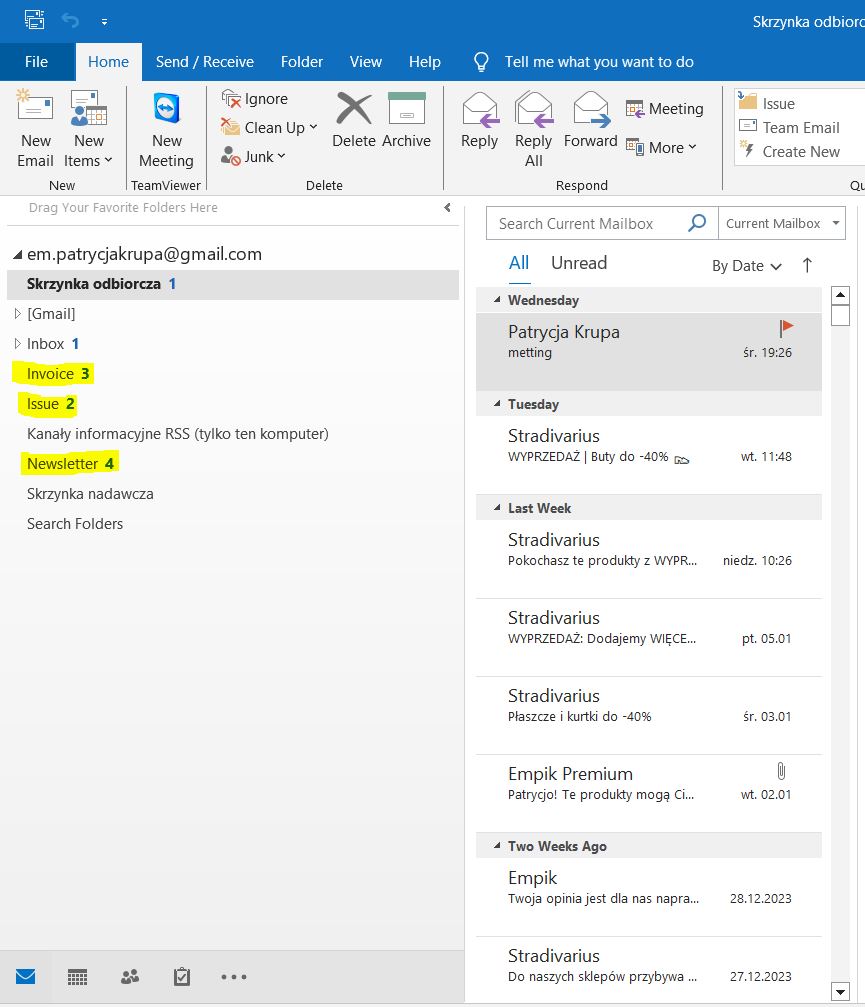 Skrzynka odbiorc
File Home Send / Receive Folder View Help Tell me what you want to do
New Email
New Items
New
New Meeting
TeamViewer
Ignore
Clean Up
Junk
Delete
Archive
Delete
Reply
Reply All
Forward
Meeting
More
Respond
Issue
Team Email
Create New
Qu
Drag Your Favorite Folders Here
em.patrycjakrupa@gmail.com
Skrzynka odbiorcza 1
[Gmail]
Inbox 1
Invoice 3
Issue 2
Kanały informacyjne RSS (tylko ten komputer)
Newsletter 4
Skrzynka nadawcza
Search Folders
Search Current Mailbox Current Mailbox
All Unread By Date
Wednesday
Patrycja Krupa
metting śr. 19:26
Tuesday
Stradivarius
WYPRZEDAŻ | Buty do -40% wt. 11:48
Last Week
Stradivarius
Pokochasz te produkty z WYPR... niedz. 10:26
Stradivarius
WYPRZEDAŻ: Dodajemy WIĘCE... pt. 05.01
Stradivarius
Płaszcze i kurtki do -40% śr. 03.01
Empik Premium
Patrycjo! Te produkty mogą Ci... wt. 02.01
Two Weeks Ago
Empik
Twoja opinia jest dla nas napra... 28.12.2023
Stradivarius
Do naszych sklepów przybywa ... 27.12.2023